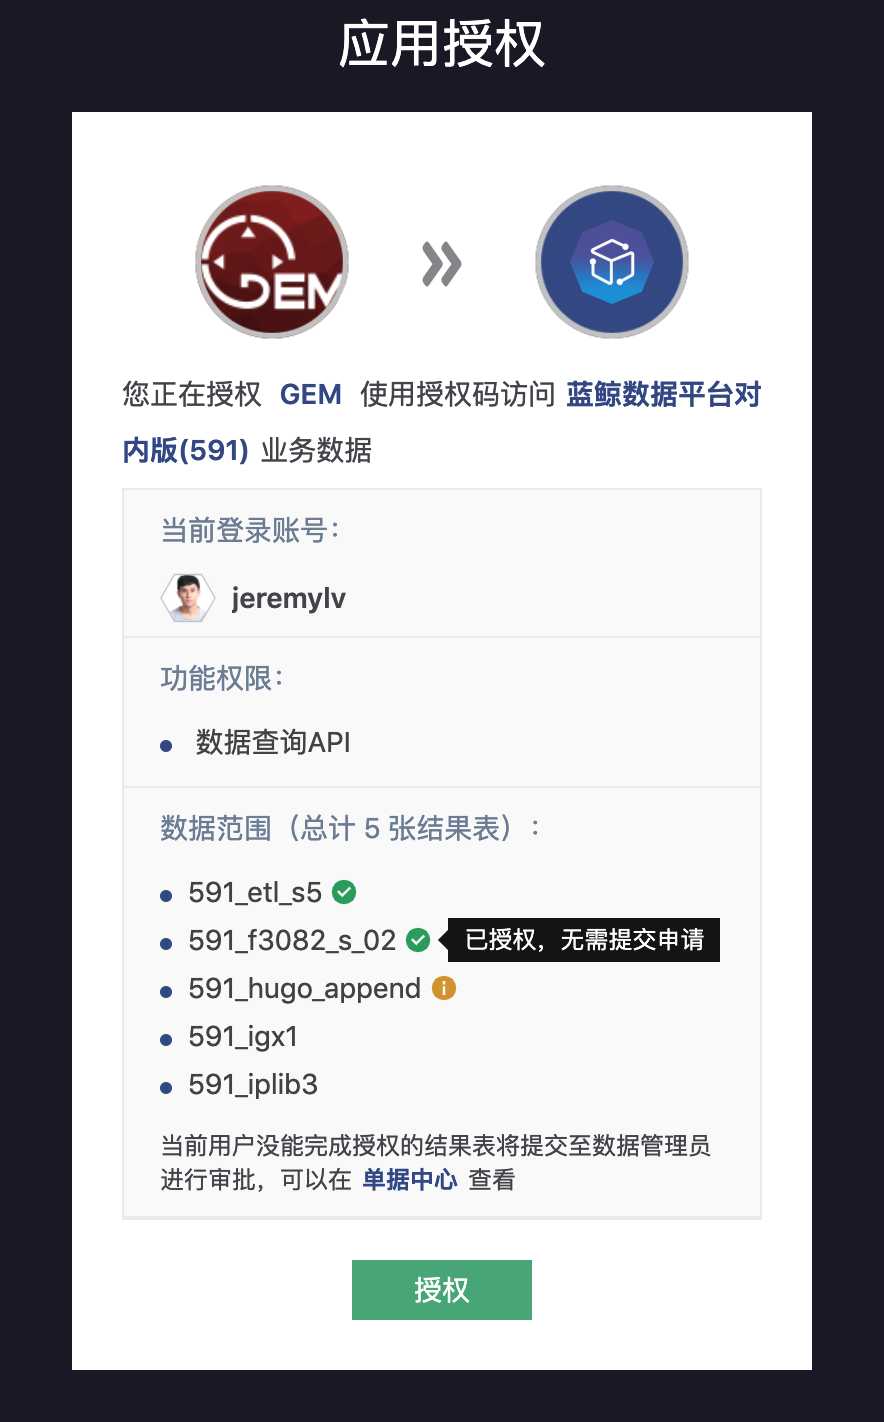 应用授权
GEM
您正在授权 GEM 使用授权码访问 蓝鲸数据平台对
内版(591) 业务数据
当前登录账号：
jeremylv
功能权限：
数据查询API
数据范围（总计 5 张结果表）：
591_etl_s5
591_f3082_s_02 已授权，无需提交申请
591_hugo_append
591_igx1
591_iplib3
当前用户没能完成授权的结果表将提交至数据管理员
进行审批，可以在 单据中心 查看
授权